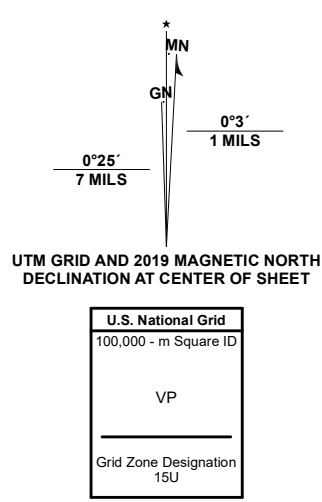 ★
MN
GN
0°3´
1 MILS
0°25´
7 MILS
UTM GRID AND 2019 MAGNETIC NORTH
DECLINATION AT CENTER OF SHEET
U.S. National Grid
100,000 - m Square ID
VP
Grid Zone Designation
15U